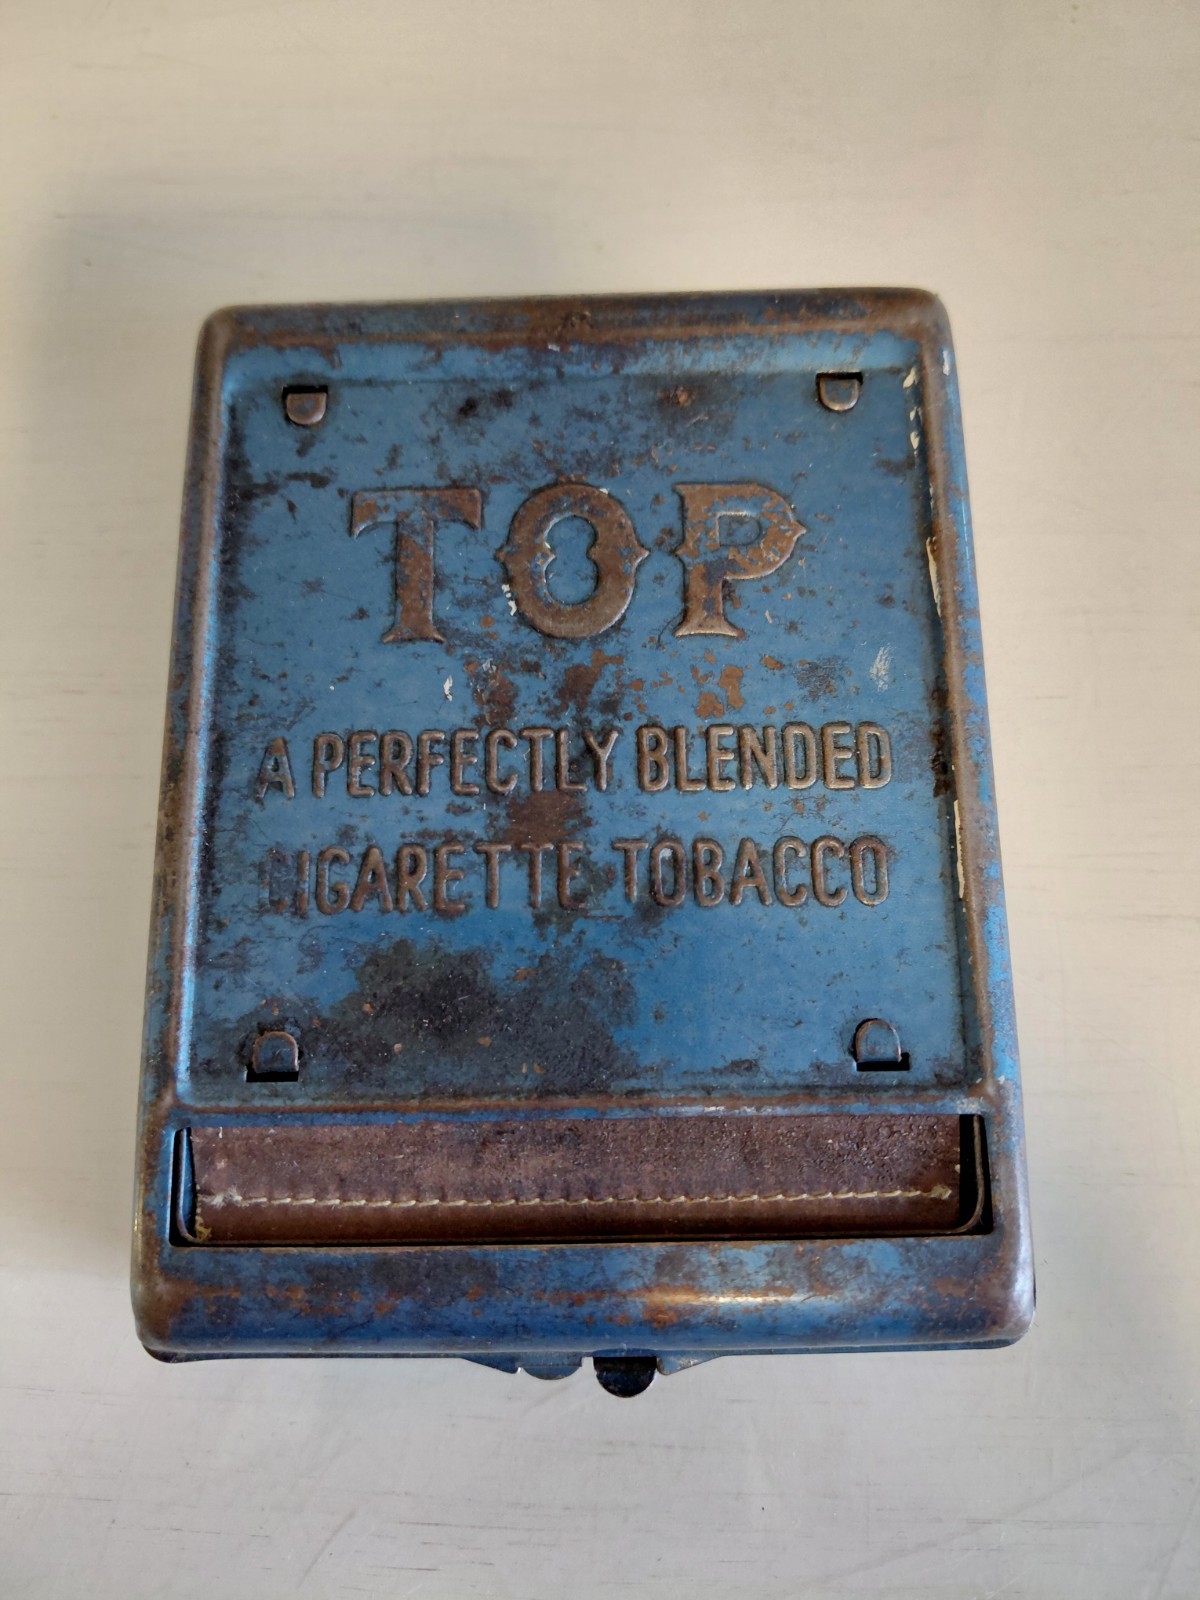 TOP
A PERFECTLY BLENDED
CIGARETTE TOBACCO